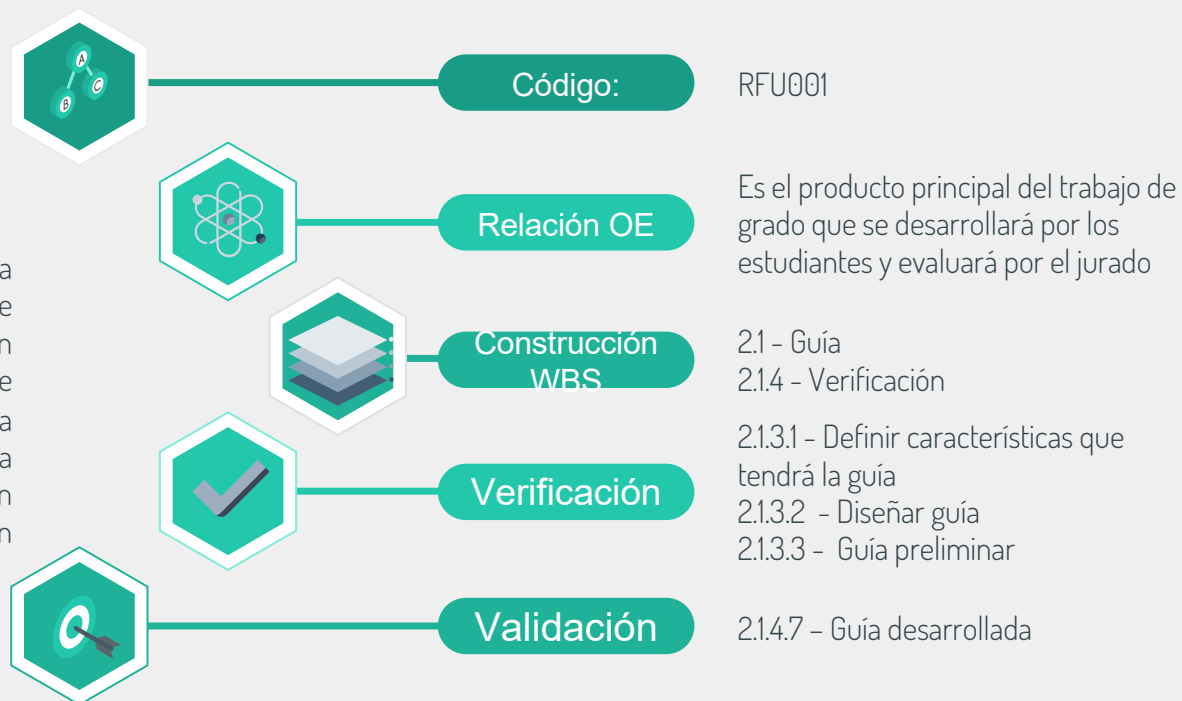 A
B
C
Código:
RFU001
Relación OE
Es el producto principal del trabajo de
grado que se desarrollará por los
estudiantes y evaluará por el jurado
Construcción
WBS
2.1 – Guía
2.1.4 – Verificación
Verificación
2.1.3.1 – Definir características que
tendrá la guía
2.1.3.2 – Diseñar guía
2.1.3.3 – Guía preliminar
Validación
2.1.4.7 – Guía desarrollada